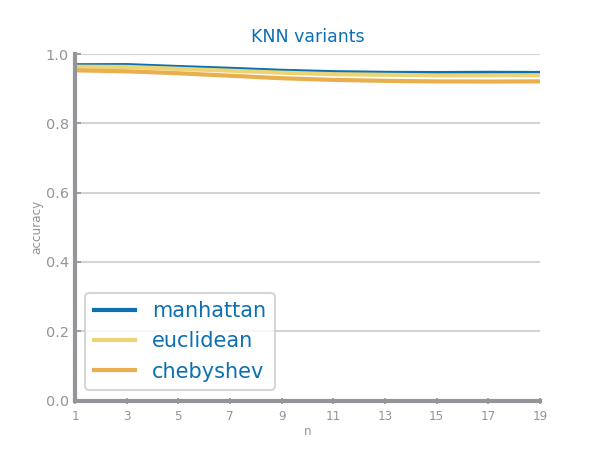 KNN variants
1.0
0.8
0.6
0.4
0.2
0.0
accuracy
manhattan
euclidean
chebyshev
1 3 5 7 9 11 13 15 17 19
n